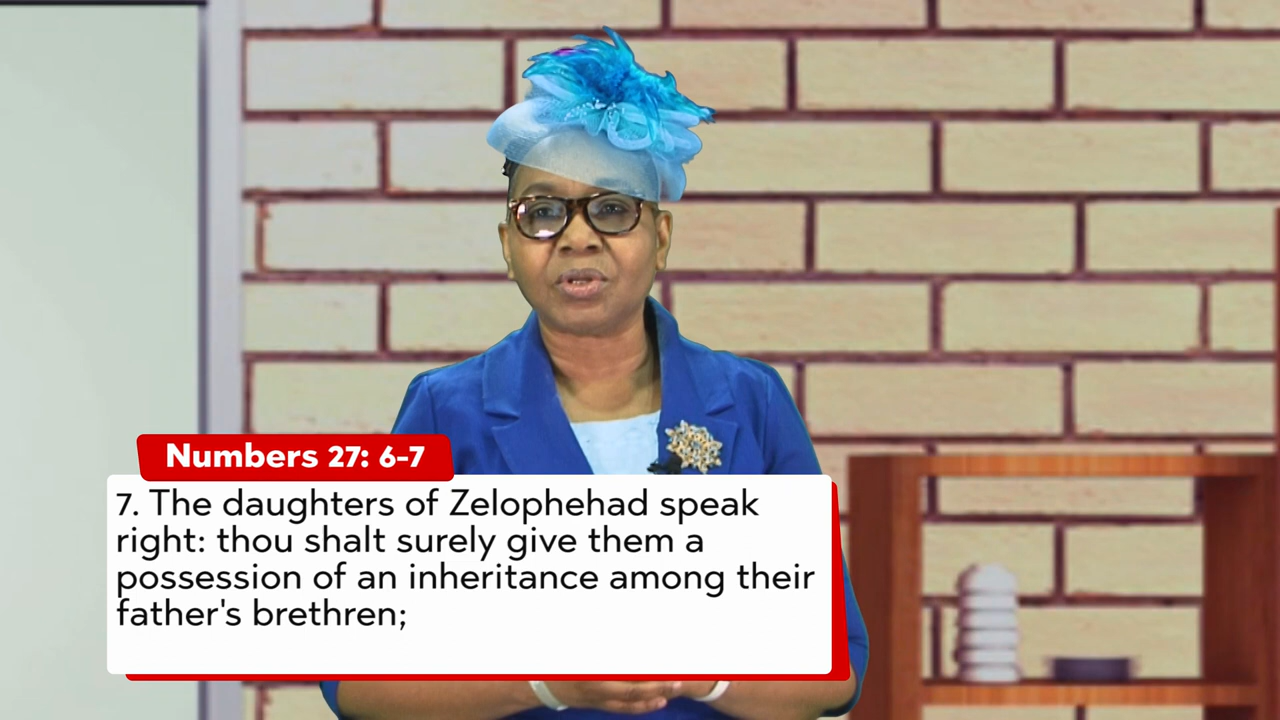 Numbers 27: 6-7
7. The daughters of Zelophehad speak
right: thou shalt surely give them a
possession of an inheritance among their
father's brethren;